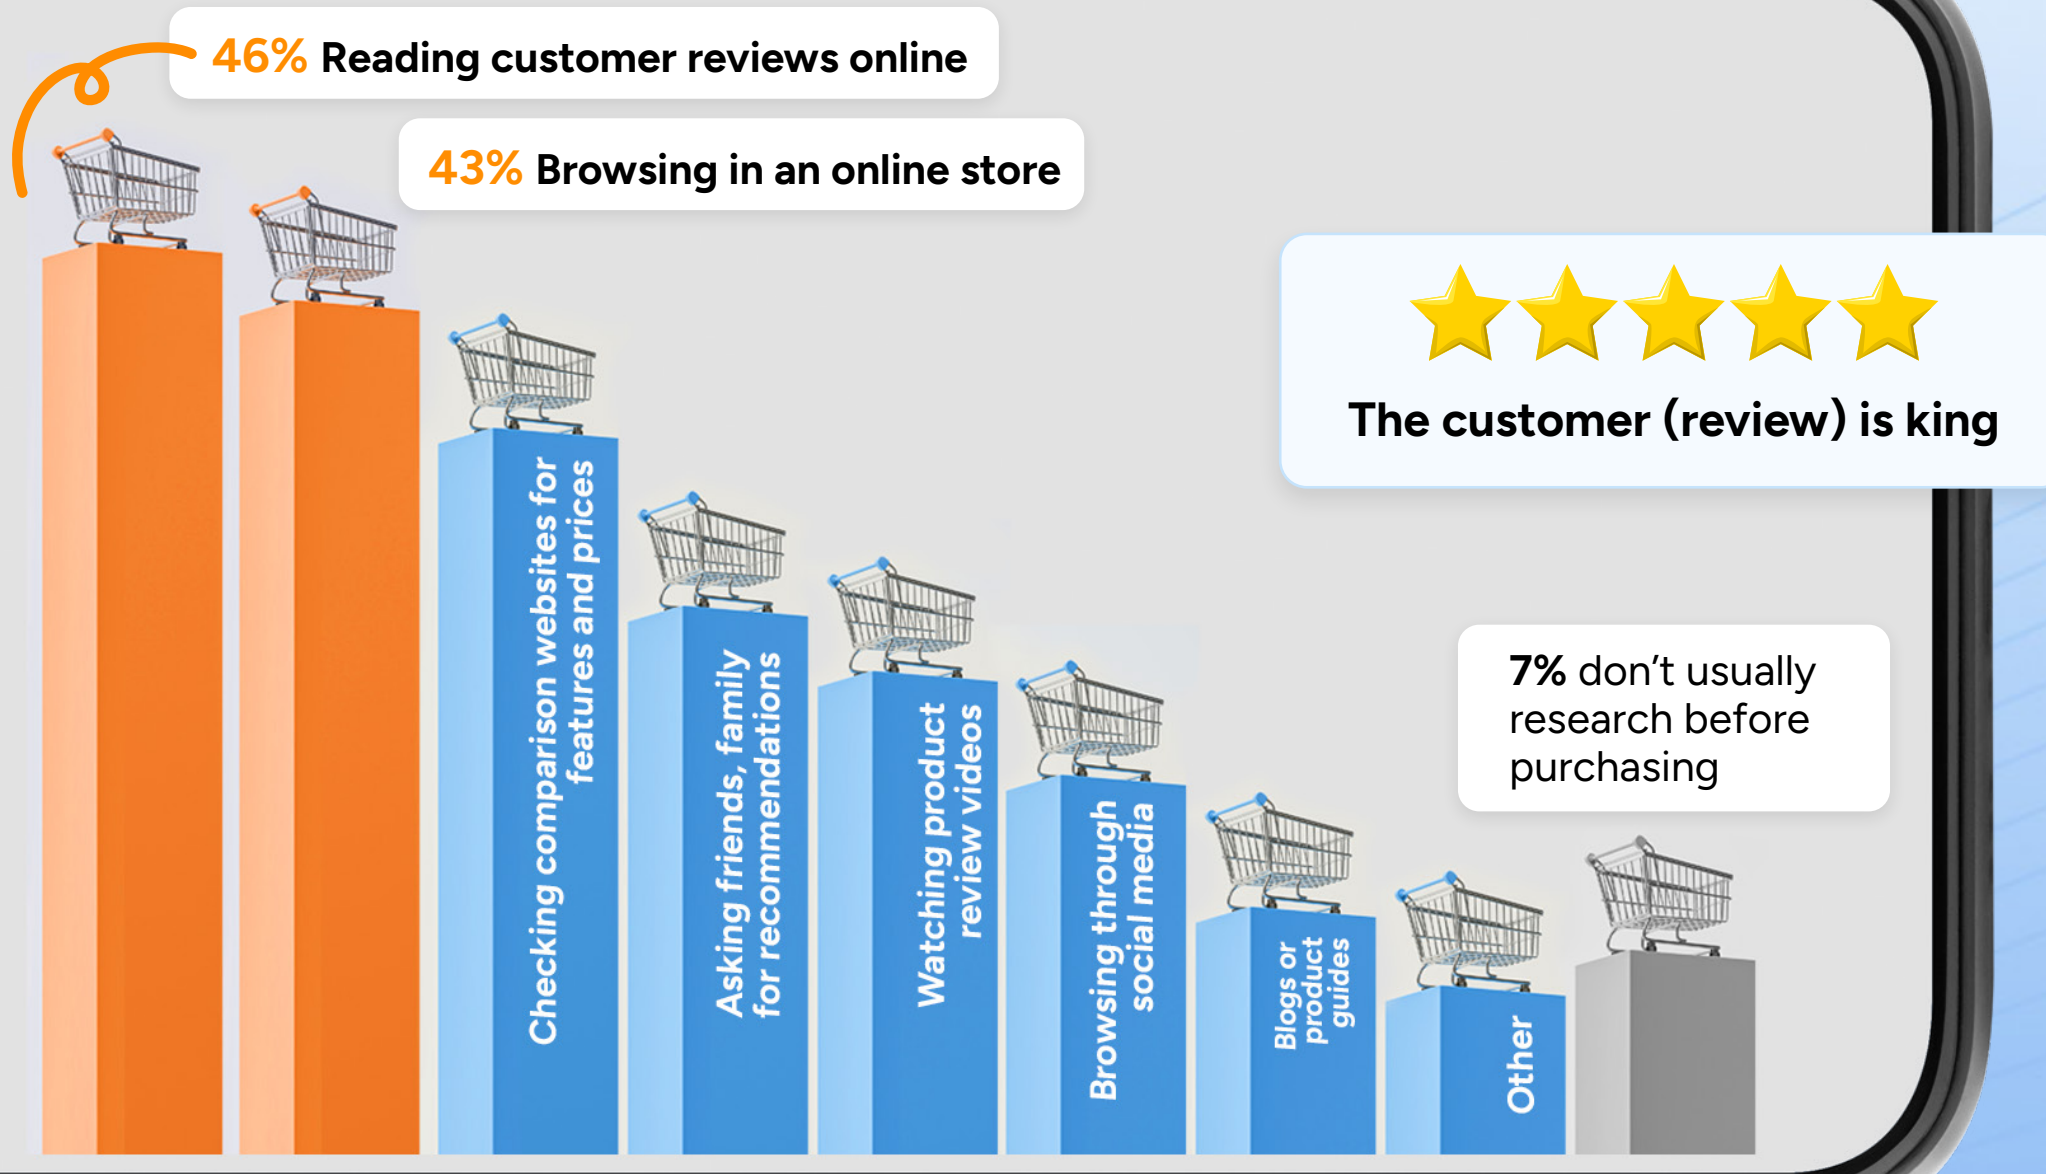 46% Reading customer reviews online
43% Browsing in an online store
The customer (review) is king
Checking comparison websites for
features and prices
Asking friends, family
for recommendations
Watching product
review videos
Browsing through
social media
Blogs or
product
guides
Other
7% don’t usually
research before
purchasing